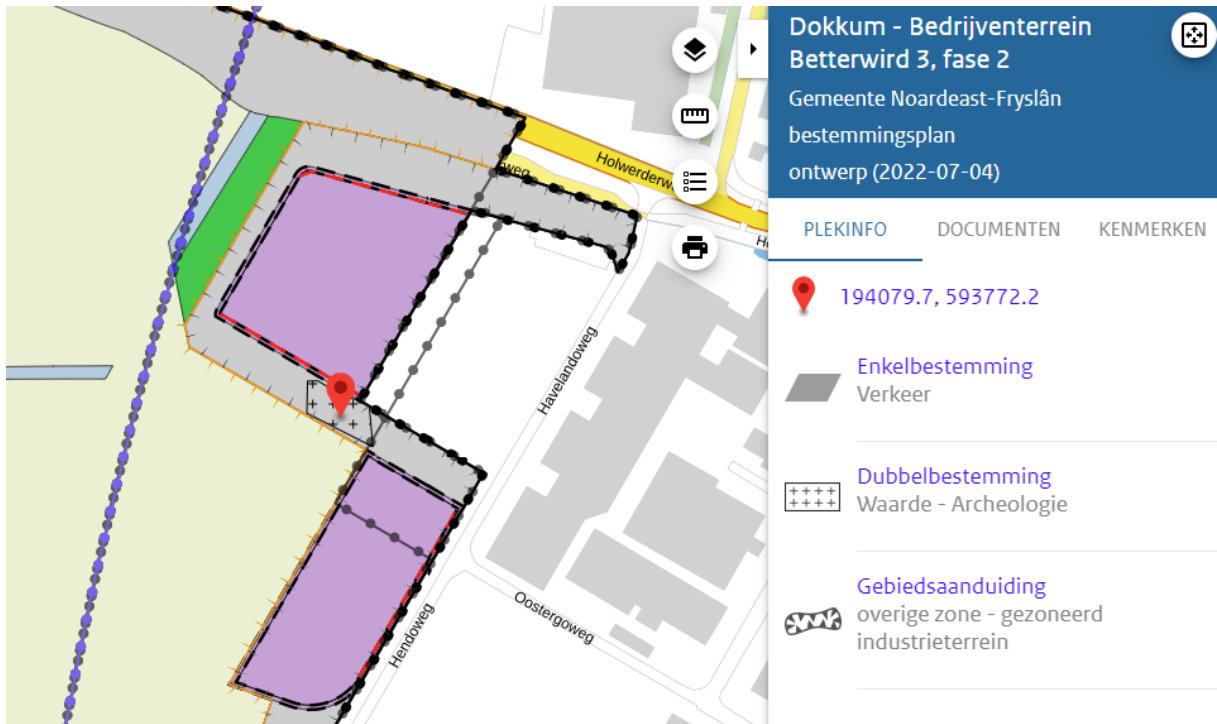 Dokkum - Bedrijventerrein
Betterwird 3, fase 2
Gemeente Noardeast-Fryslân
bestemmingsplan
ontwerp (2022-07-04)
PLEKINFO
DOCUMENTEN
KENMERKEN
194079.7, 593772.2
Enkelbestemming
Verkeer
Dubbelbestemming
Waarde - Archeologie
Gebiedsaanduiding
overige zone - gezoneerd
industrieterrein
Holwerderw
weg
Havelandoweg
Oostergoweg
Hendoweg